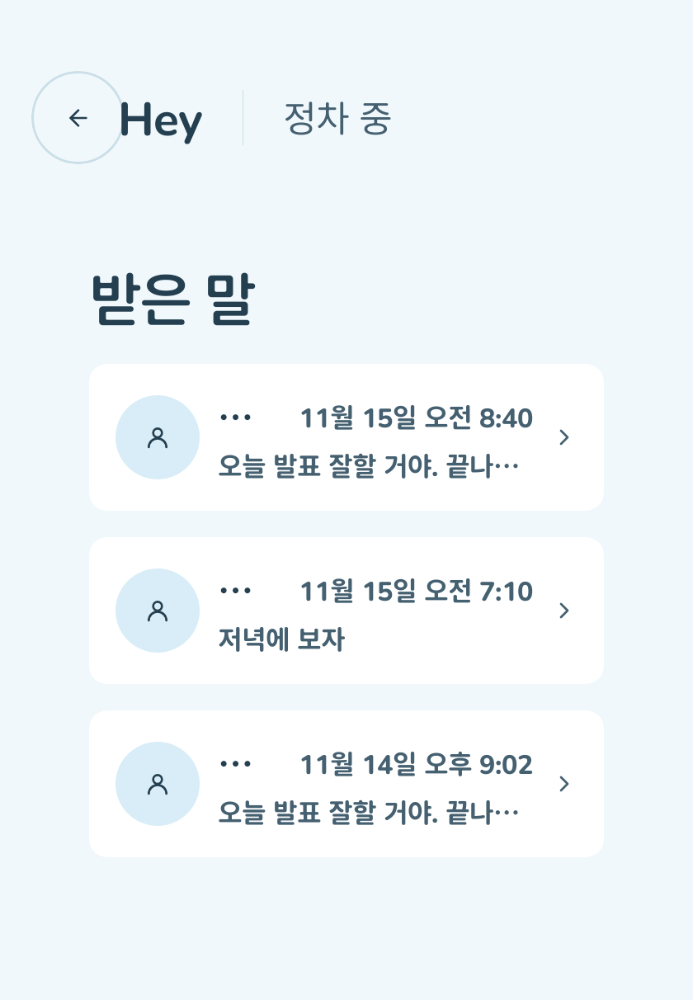 Hey 정차 중
받은 말
··· 11월 15일 오전 8:40
오늘 발표 잘할 거야. 끝나···
··· 11월 15일 오전 7:10
저녁에 보자
··· 11월 14일 오후 9:02
오늘 발표 잘할 거야. 끝나···